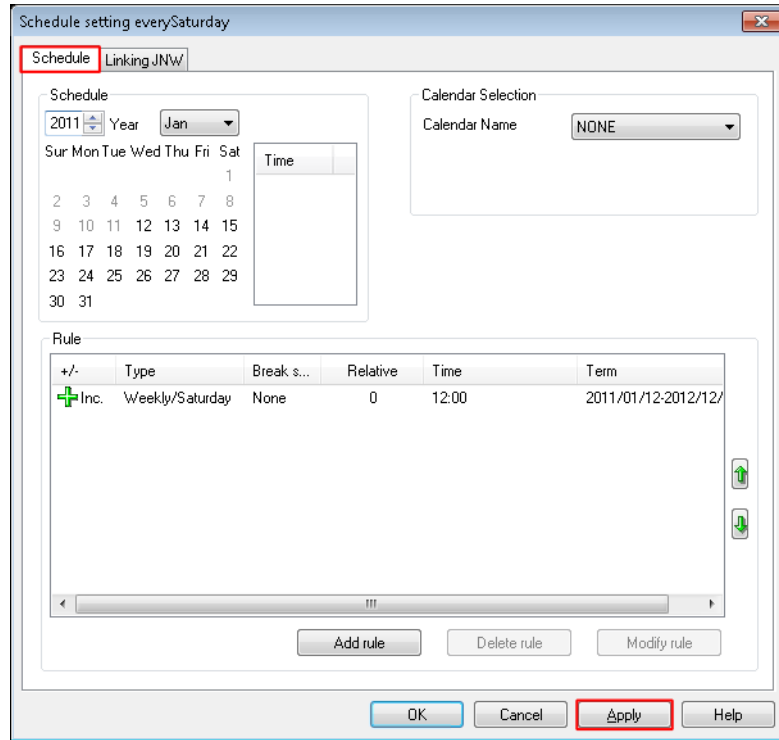 Schedule setting everySaturday
Schedule Linking JNW
Schedule
2011 Year Jan
Sun Mon Tue Wed Thu Fri Sat
1
2 3 4 5 6 7 8
9 10 11 12 13 14 15
16 17 18 19 20 21 22
23 24 25 26 27 28 29
30 31
Time
Calendar Selection
Calendar Name NONE
Rule
+/- Type Break s... Relative Time Term
Inc. Weekly/Saturday None 0 12:00 2011/01/12-2012/12/
Add rule Delete rule Modify rule
OK Cancel Apply Help